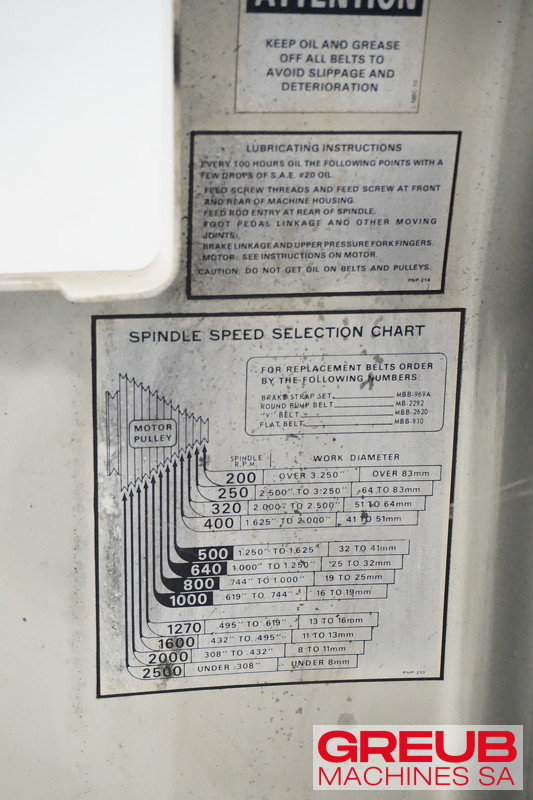 ATTENTION
KEEP OIL AND GREASE
OFF ALL BELTS TO
AVOID SLIPPAGE AND
DETERIORATION
LUBRICATING INSTRUCTIONS
EVERY 100 HOURS OIL THE FOLLOWING POINTS WITH A
FEW DROPS OF S.A.E. #20 OIL.
FEED SCREW THREADS AND FEED SCREW AT FRONT
AND REAR OF MACHINE HOUSING
FEED ROD ENTRY AT REAR OF SPINDLE.
FOOT PEDAL LINKAGE AND OTHER MOVING
JOINTS.
BRAKE LINKAGE AND UPPER PRESSURE FORK FINGERS.
MOTOR: SEE INSTRUCTIONS ON MOTOR.
CAUTION: DO NOT GET OIL ON BELTS AND PULLEYS.
PNP-214
SPINDLE SPEED SELECTION CHART
FOR REPLACEMENT BELTS ORDER
BY THE FOLLOWING NUMBERS:
BRAKE STRAP SET MBB-969A
ROUND PUMP BELT MB-2292
"V" BELT MBB-2620
FLAT BELT MBB-910
MOTOR
PULLEY
SPINDLE
R.P.M. WORK DIAMETER
200 OVER 3.250" OVER 83mm
250 2.500" TO 3.250" 64 TO 83mm
320 2.000" TO 2.500" 51 TO 64mm
400 1.625" TO 2.000" 41 TO 51mm
500 1.250" TO 1.625" 32 TO 41mm
640 1.000" TO 1.250" 25 TO 32mm
800 .744" TO 1.000" 19 TO 25mm
1000 .619" TO .744" 16 TO 19mm
1270 .495" TO .619" 13 TO 16mm
1600 .432" TO .495" 11 TO 13mm
2000 .308" TO .432" 8 TO 11mm
2500 UNDER .308" UNDER 8mm
GREUB
MACHINES SA